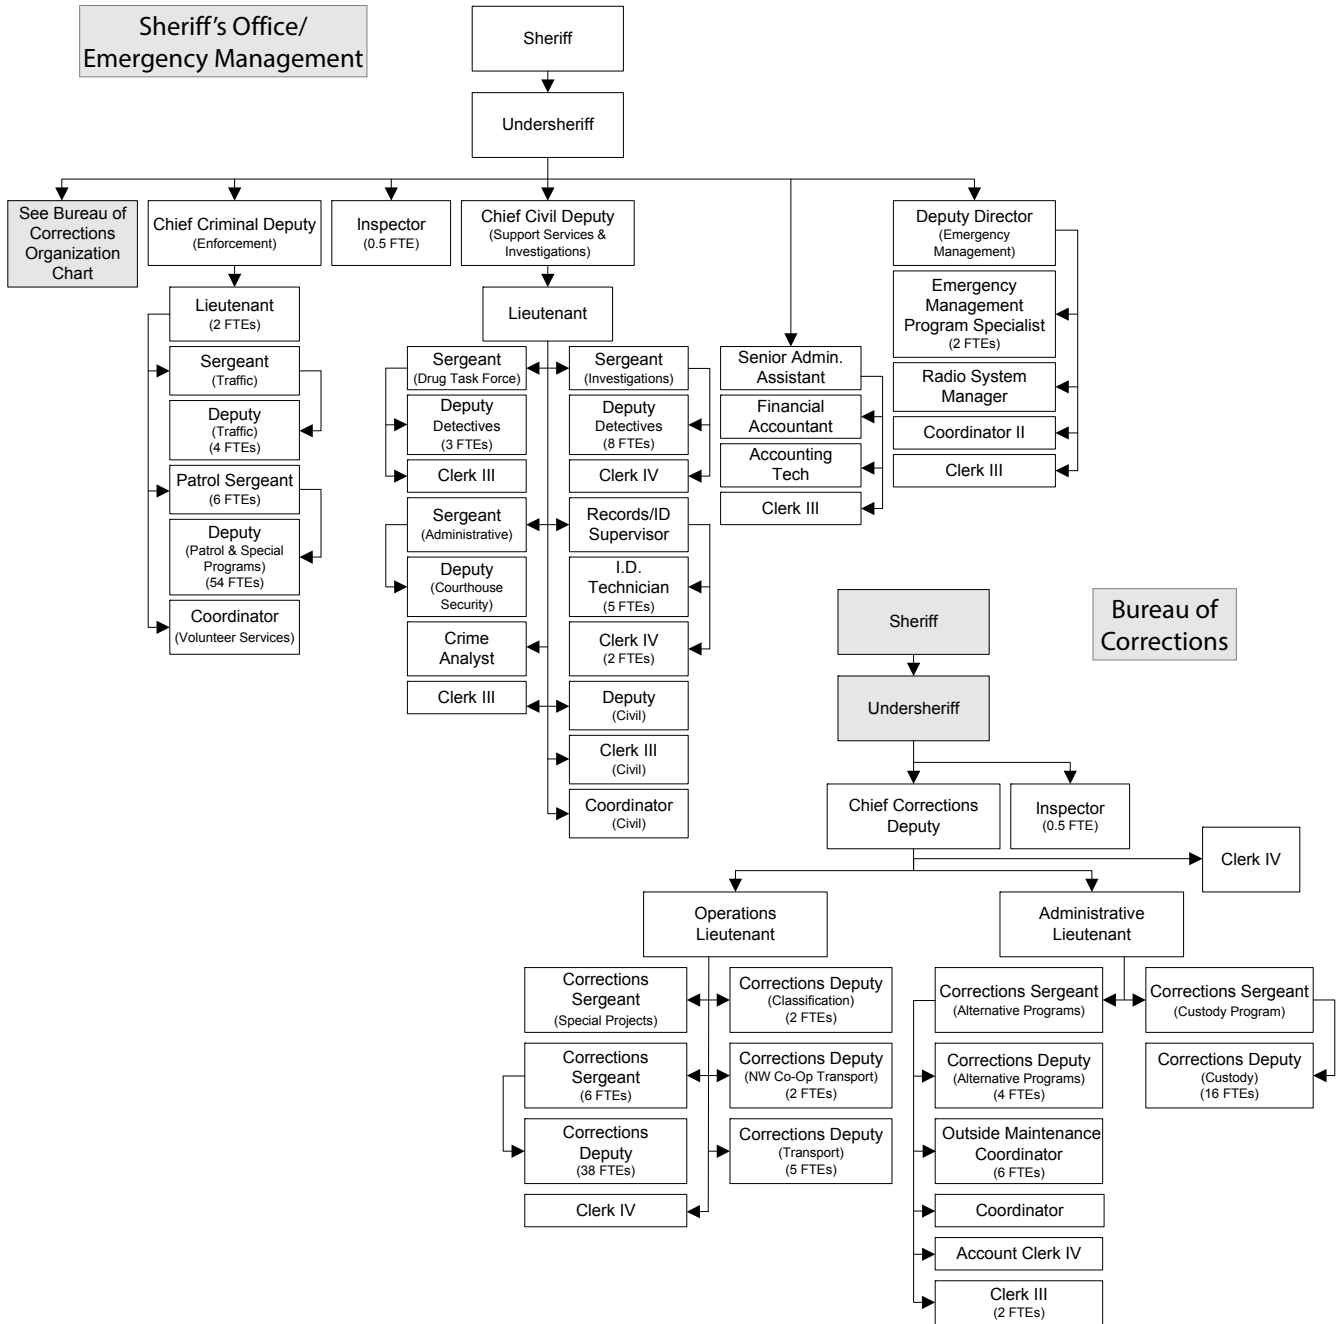 Sheriff's Office/
Emergency Management
Sheriff
Undersheriff
See Bureau of
Corrections
Organization
Chart
Chief Criminal Deputy
(Enforcement)
Inspector
(0.5 FTE)
Chief Civil Deputy
(Support Services &
Investigations)
Deputy Director
(Emergency
Management)
Lieutenant
(2 FTEs)
Sergeant
(Traffic)
Deputy
(Traffic)
(4 FTEs)
Patrol Sergeant
(6 FTEs)
Deputy
(Patrol & Special
Programs)
(54 FTEs)
Coordinator
(Volunteer Services)
Lieutenant
Sergeant
(Drug Task Force)
Deputy
Detectives
(3 FTEs)
Clerk III
Sergeant
(Administrative)
Deputy
(Courthouse
Security)
Crime
Analyst
Clerk III
Sergeant
(Investigations)
Deputy
Detectives
(8 FTEs)
Clerk IV
Records/ID
Supervisor
I.D.
Technician
(5 FTEs)
Clerk IV
(2 FTEs)
Deputy
(Civil)
Clerk III
(Civil)
Coordinator
(Civil)
Senior Admin.
Assistant
Financial
Accountant
Accounting
Tech
Clerk III
Emergency
Management
Program Specialist
(2 FTEs)
Radio System
Manager
Coordinator II
Clerk III
Bureau of
Corrections
Sheriff
Undersheriff
Chief Corrections
Deputy
Inspector
(0.5 FTE)
Clerk IV
Operations
Lieutenant
Administrative
Lieutenant
Corrections
Sergeant
(Special Projects)
Corrections
Sergeant
(6 FTEs)
Corrections
Deputy
(38 FTEs)
Clerk IV
Corrections Deputy
(Classification)
(2 FTEs)
Corrections Deputy
(NW Co-Op Transport)
(2 FTEs)
Corrections Deputy
(Transport)
(5 FTEs)
Corrections Sergeant
(Alternative Programs)
Corrections Deputy
(Alternative Programs)
(4 FTEs)
Outside Maintenance
Coordinator
(6 FTEs)
Coordinator
Account Clerk IV
Clerk III
(2 FTEs)
Corrections Sergeant
(Custody Program)
Corrections Deputy
(Custody)
(16 FTEs)